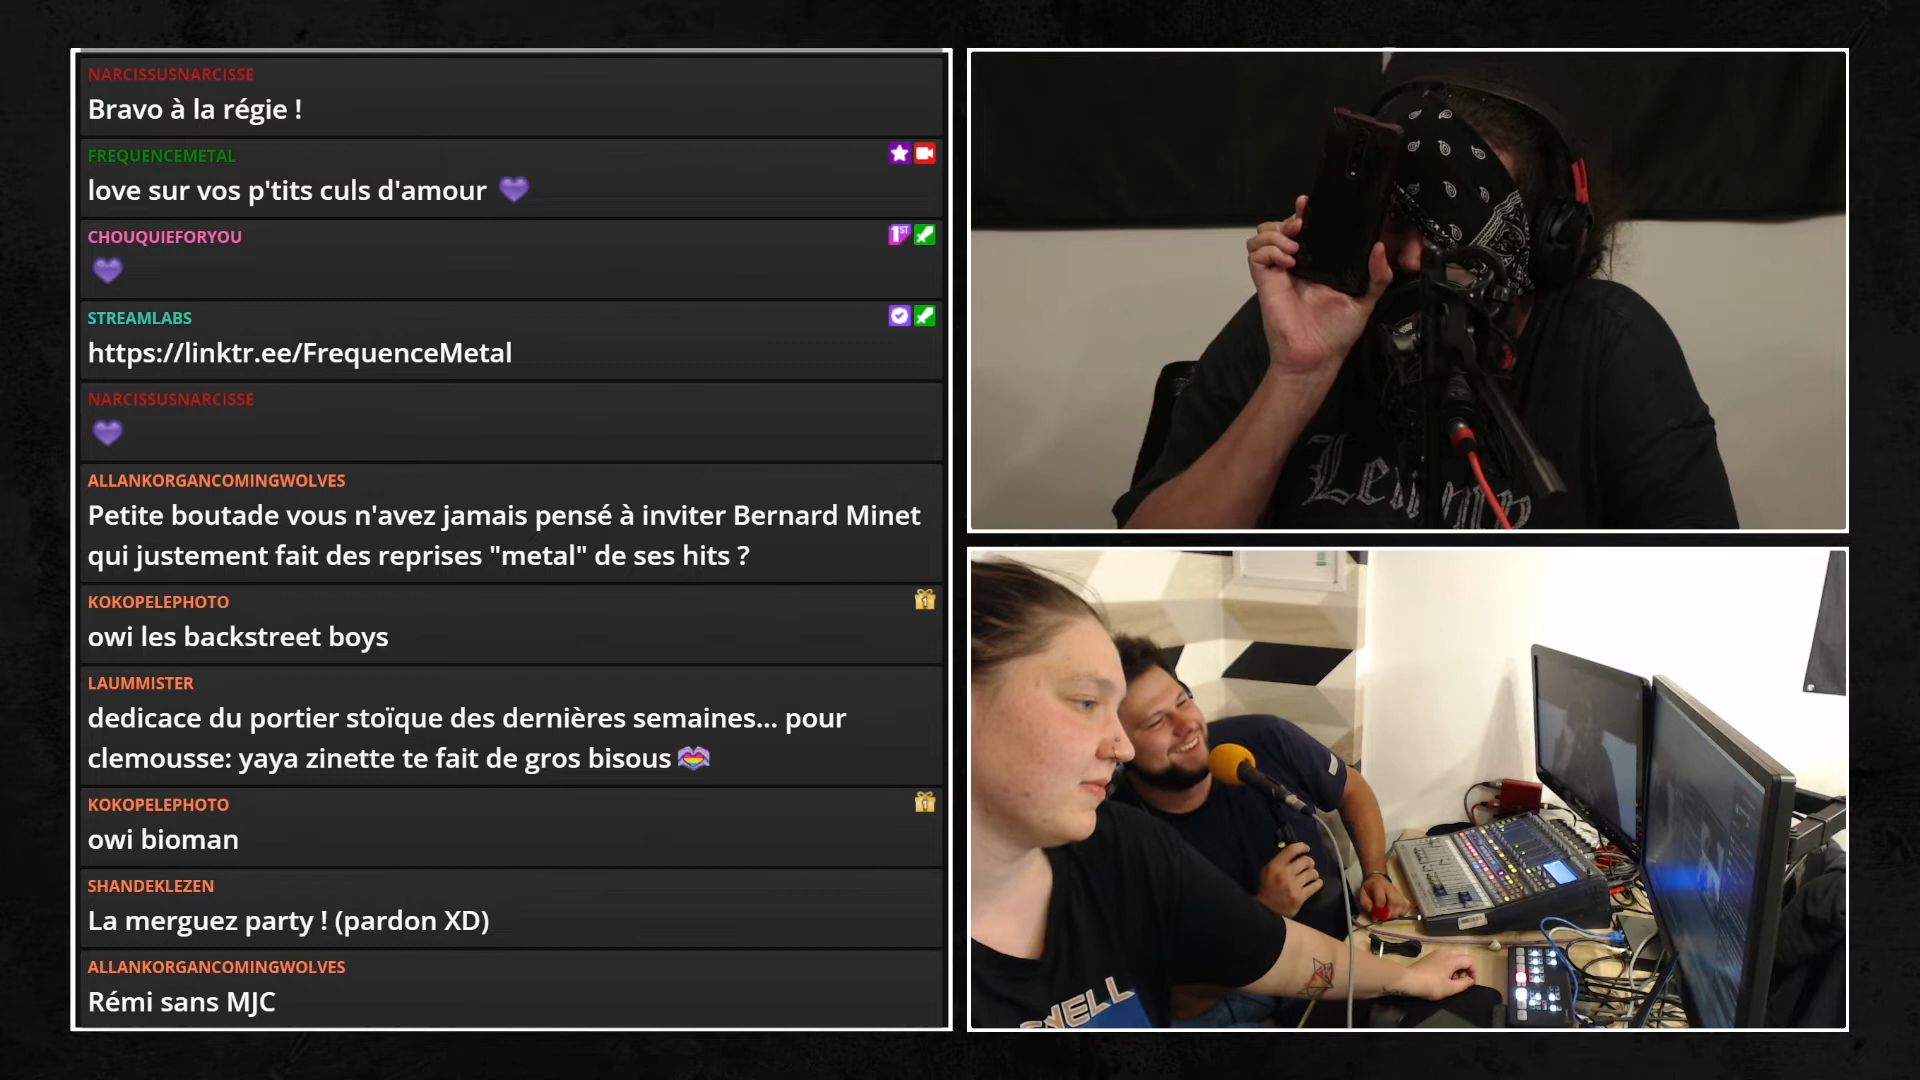 NARCISSUSNARCISSE
Bravo à la régie !
FREQUENCEMETAL
love sur vos p'tits culs d'amour
CHOUQUIEFORYOU
1ST
STREAMLABS
https://linktr.ee/FrequenceMetal
NARCISSUSNARCISSE
ALLANKORGANCOMINGWOLVES
Petite boutade vous n'avez jamais pensé à inviter Bernard Minet
qui justement fait des reprises "metal" de ses hits ?
KOKOPELEPHOTO
1
owi les backstreet boys
LAUMMISTER
dedicace du portier stoïque des dernières semaines... pour
clemousse: yaya zinette te fait de gros bisous
KOKOPELEPHOTO
1
owi bioman
SHANDEKLEZEN
La merguez party ! (pardon XD)
ALLANKORGANCOMINGWOLVES
Rémi sans MJC